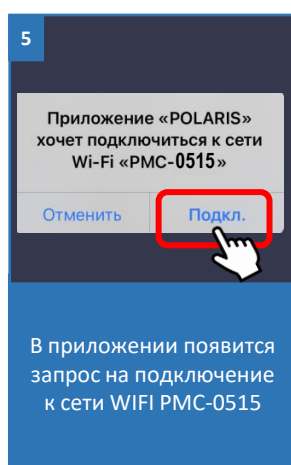 5
Приложение «POLARIS»
хочет подключиться к сети
Wi-Fi «PMC-0515»
Отменить
Подкл.
В приложении появится
запрос на подключение
к сети WIFI PMC-0515